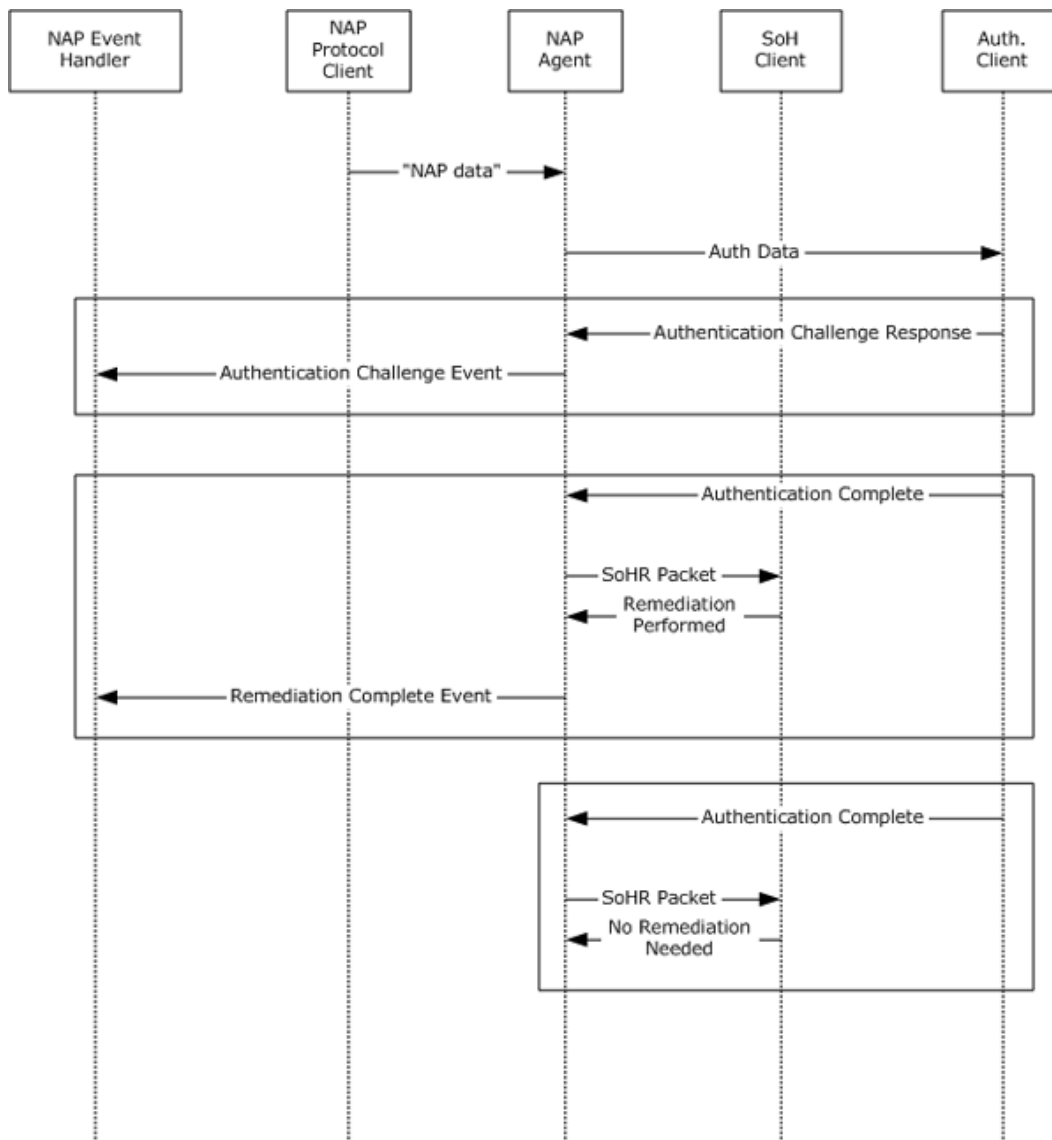 NAP Event
Handler
NAP
Protocol
Client
NAP
Agent
SoH
Client
Auth.
Client
"NAP data"
Auth Data
Authentication Challenge Response
Authentication Challenge Event
Authentication Complete
SoHR Packet
Remediation
Performed
Remediation Complete Event
Authentication Complete
SoHR Packet
No Remediation
Needed